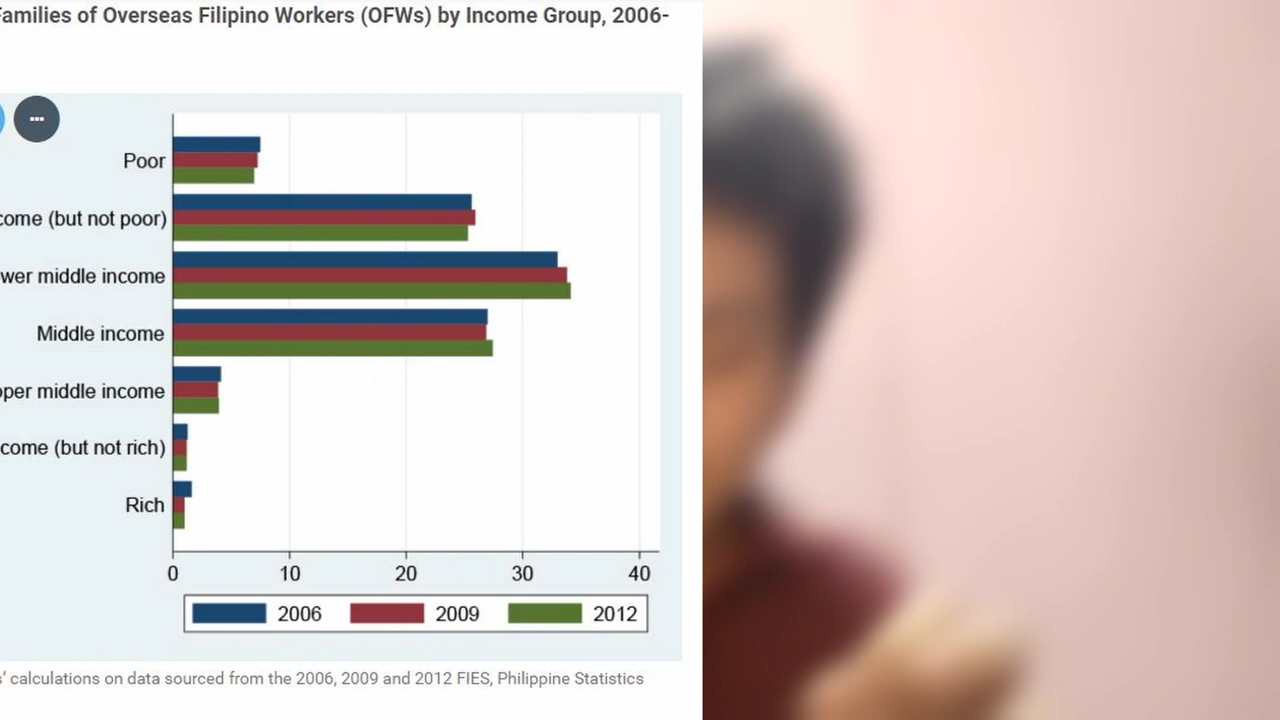 Families of Overseas Filipino Workers (OFWs) by Income Group, 2006-
Poor
come (but not poor)
wer middle income
Middle income
pper middle income
come (but not rich)
Rich
0 10 20 30 40
2006 2009 2012
s' calculations on data sourced from the 2006, 2009 and 2012 FIES, Philippine Statistics